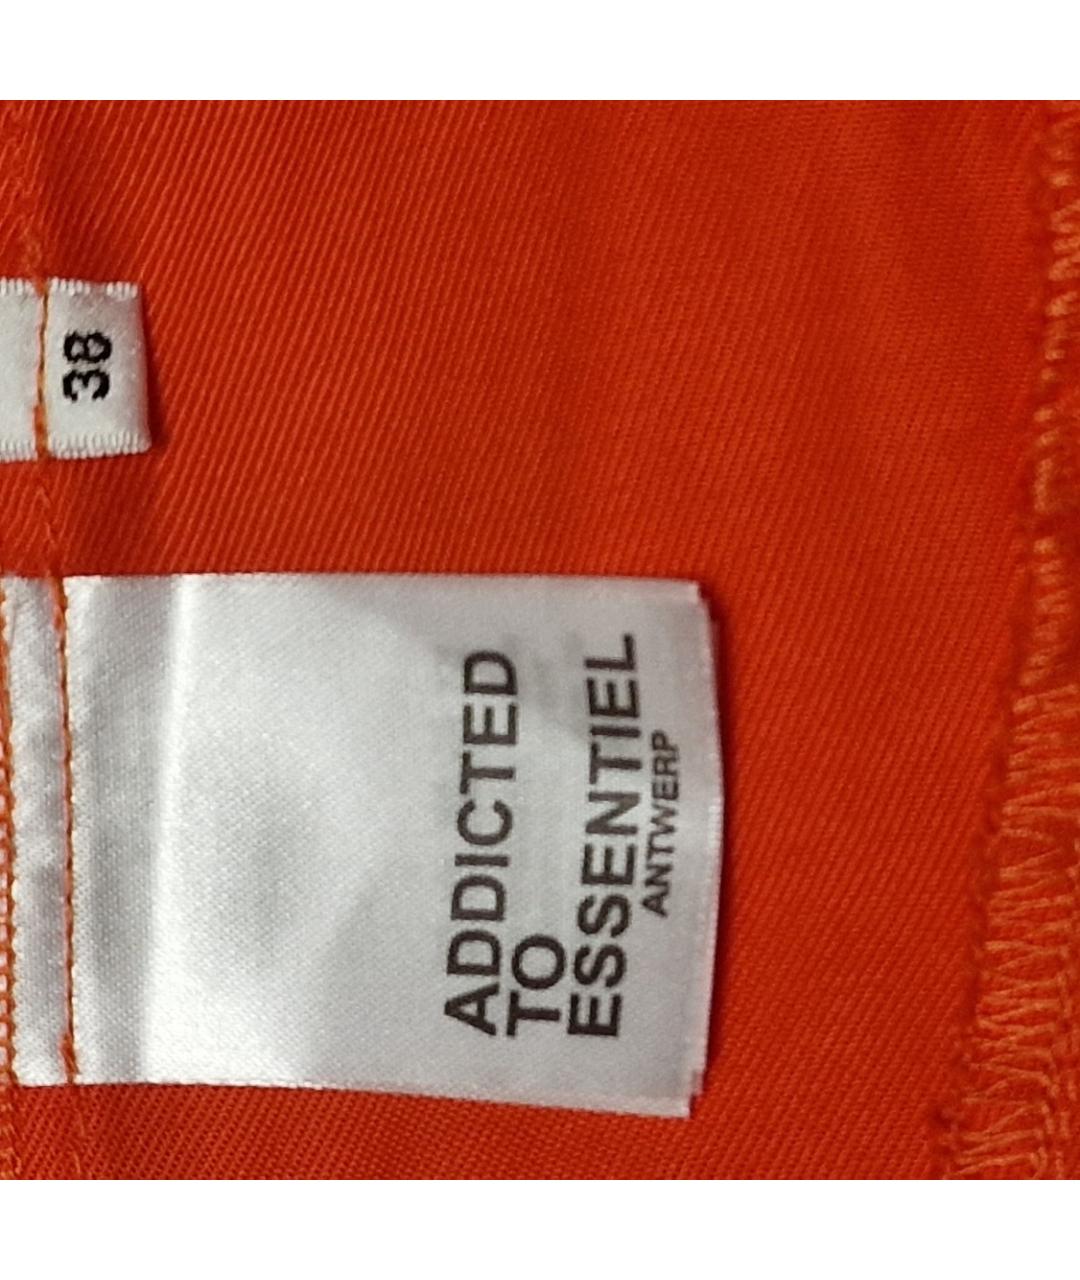 38
ADDICTED
TO
ESSENTIEL
ANTWERP